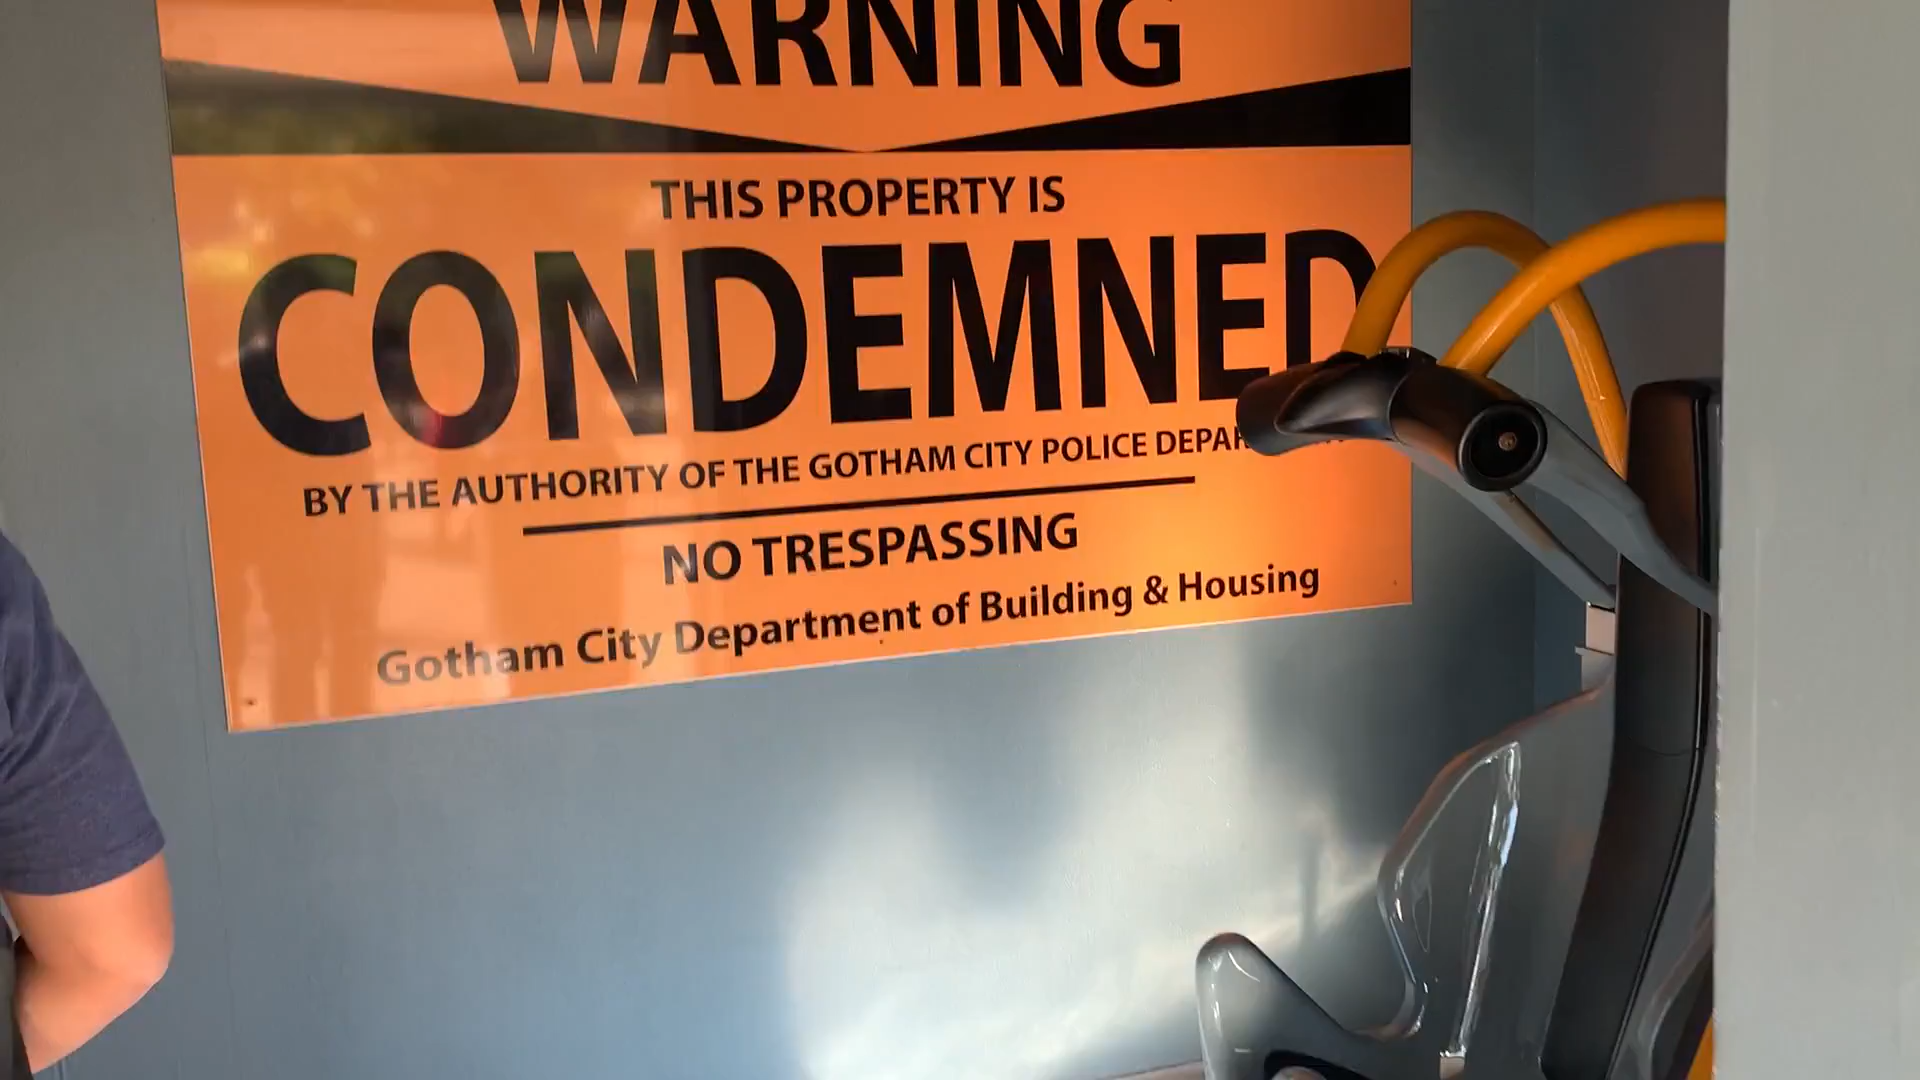 WARNING
THIS PROPERTY IS
CONDEMNED
BY THE AUTHORITY OF THE GOTHAM CITY POLICE
NO TRESPASSING
Gotham City Department of Building & Housing